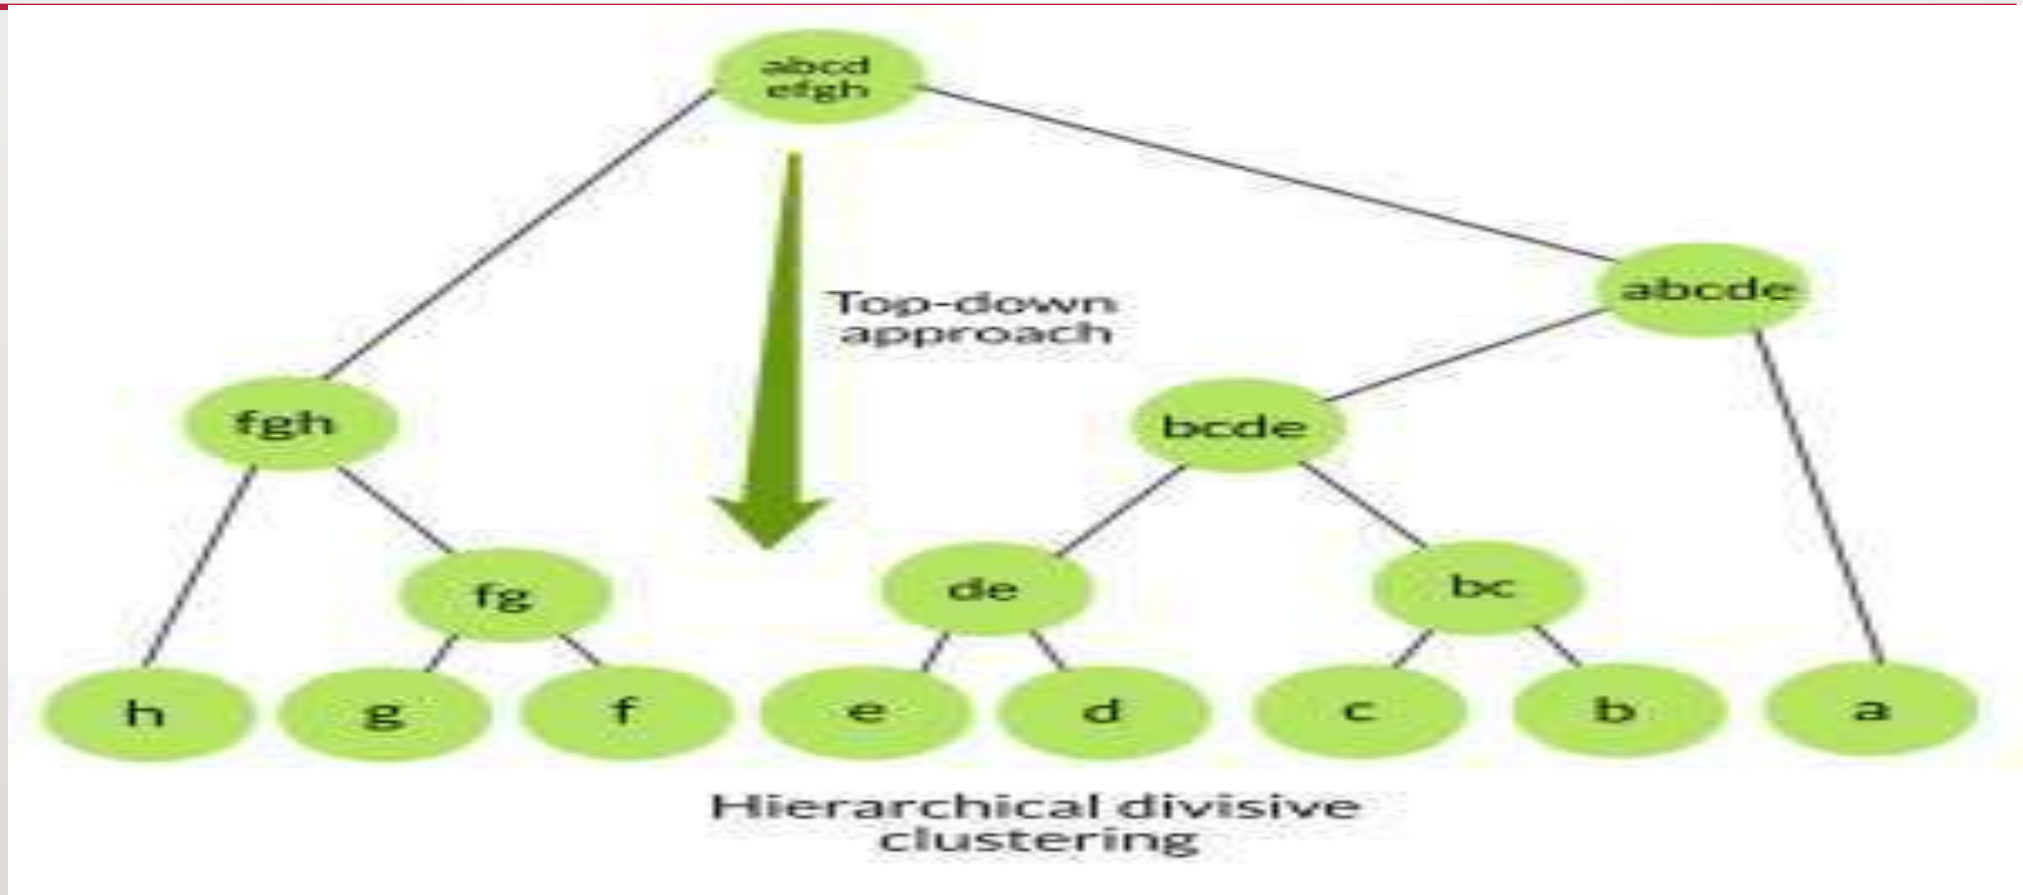 abcd
efgh
Top-down
approach
abcde
fgh
bcde
fg
de
bc
h
g
f
e
d
c
b
a
Hierarchical divisive
clustering